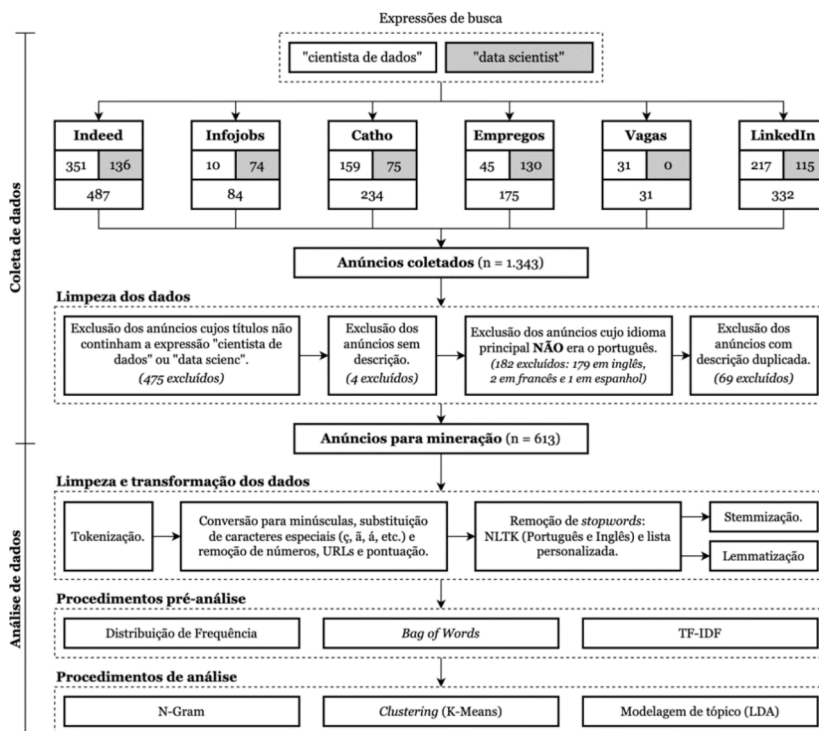 Expressões de busca
"cientista de dados" "data scientist"
Indeed Infojobs Catho Empregos Vagas LinkedIn
351 136 10 74 159 75 45 130 31 0 217 115
487 84 234 175 31 332
Coleta de dados
Anúncios coletados (n = 1.343)
Limpeza dos dados
Exclusão dos anúncios cujos títulos não
continham a expressão "cientista
de dados" ou "data scienc".
(475 excluídos)
Exclusão dos
anúncios sem
descrição.
(4 excluídos)
Exclusão dos anúncios cujo idioma
principal NÃO era o português.
(182 excluídos: 179 em inglês,
2 em francês e 1 em espanhol)
Exclusão dos
anúncios com
descrição duplicada.
(69 excluídos)
Anúncios para mineração (n = 613)
Análise de dados
Limpeza e transformação dos dados
Tokenização.
Conversão para minúsculas, substituição
de caracteres especiais (ç, ã, á, etc.) e
remoção de números, URLs e pontuação.
Remoção de stopwords:
NLTK (Português e Inglês) e lista
personalizada.
Stemmização.
Lemmatização
Procedimentos pré-análise
Distribuição de Frequência
Bag of Words
TF-IDF
Procedimentos de análise
N-Gram
Clustering (K-Means)
Modelagem de tópico (LDA)